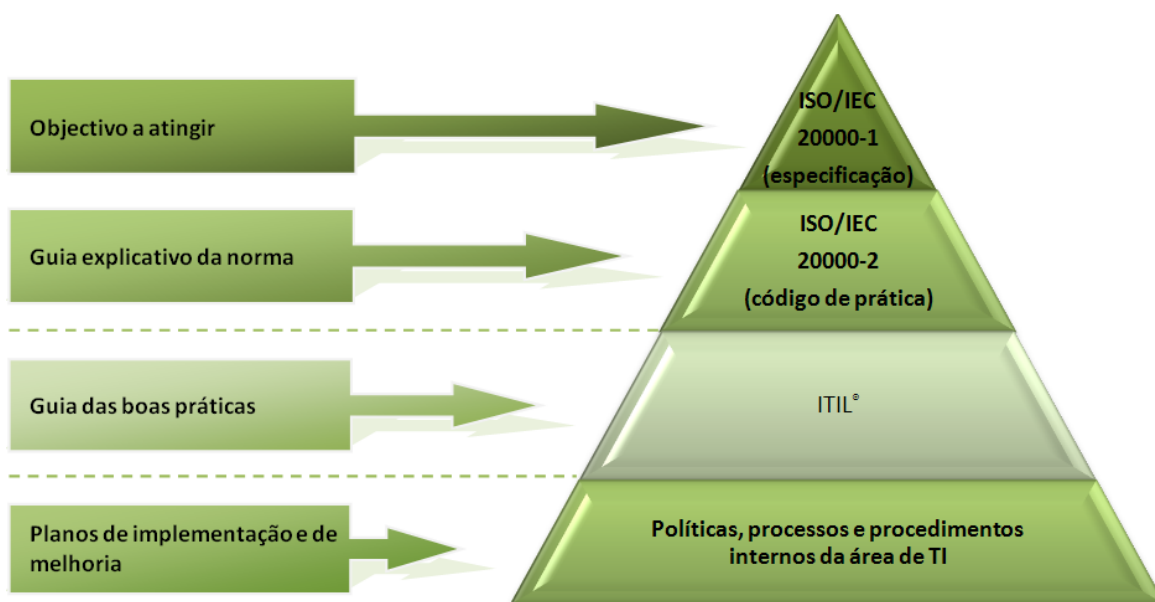 Objectivo a atingir
ISO/IEC
20000-1
(especificação)
Guia explicativo da norma
ISO/IEC
20000-2
(código de prática)
Guia das boas práticas
ITIL®
Planos de implementação e de
melhoria
Políticas, processos e procedimentos
internos da área de TI